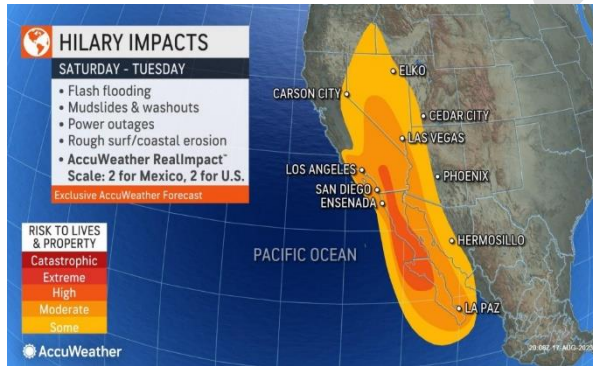 HILARY IMPACTS
SATURDAY - TUESDAY
• Flash flooding
• Mudslides & washouts
• Power outages
• Rough surf/coastal erosion
• AccuWeather RealImpact™
Scale: 2 for Mexico, 2 for U.S.
Exclusive AccuWeather Forecast
ELKO
CARSON CITY
CEDAR CITY
LAS VEGAS
LOS ANGELES
PHOENIX
SAN DIEGO
ENSENADA
HERMOSILLO
PACIFIC OCEAN
LA PAZ
RISK TO LIVES
& PROPERTY
Catastrophic
Extreme
High
Moderate
Some
AccuWeather